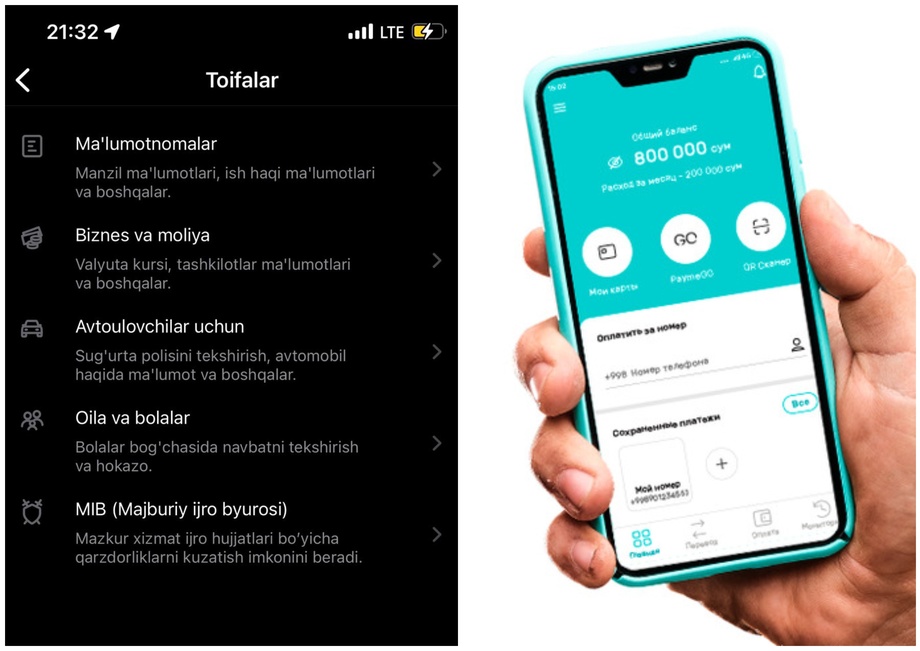 21:32
LTE
Toifalar
Ma'lumotnomalar
Manzil ma'lumotlari, ish haqi ma'lumotlari
va boshqalar.
Biznes va moliya
Valyuta kursi, tashkilotlar ma'lumotlari
va boshqalar.
Avtoulovchilar uchun
Sug'urta polisini tekshirish, avtomobil
haqida ma'lumot va boshqalar.
Oila va bolalar
Bolalar bog'chasida navbatni tekshirish
va hokazo.
MIB (Majburiy ijro byurosi)
Mazkur xizmat ijro hujjatlari bo‘yicha
qarzdorliklarni kuzatish imkonini beradi.
15:02
Общий баланс
800 000 сум
Расход за месяц - 200 000 сум
GO
Мои карты
PaymeGO
QR Сканер
Оплатить за номер
+998 Номер телефона
Сохраненные платежи
Все
Мой номер
Главная
Перевод
Оплата